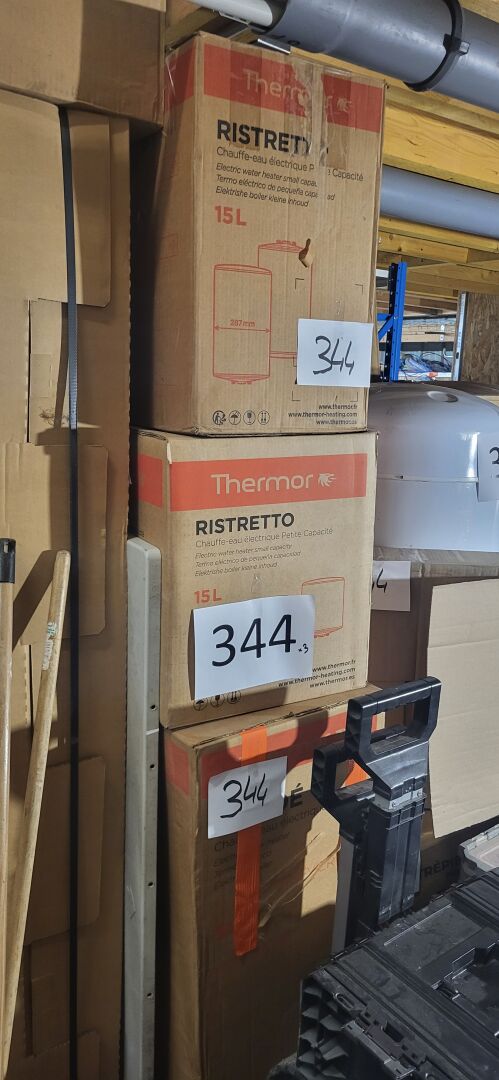 Thermor
RISTRETTO
Chauffe-eau électrique Petite Capacité
Electric water heater small capacity
Termo eléctrico de pequeña capacidad
Elektrishe boiler kleine inhoud
15L
287mm
344
www.thermor.fr
www.thermor-heating.com
www.thermor.es
Thermor
RISTRETTO
Chauffe-eau électrique Petite Capacité
Electric water heater small capacity
Termo eléctrico de pequeña capacidad
Elektrishe boiler kleine inhoud
15L
344 x3
www.thermor.fr
www.thermor-heating.com
www.thermor.es
344